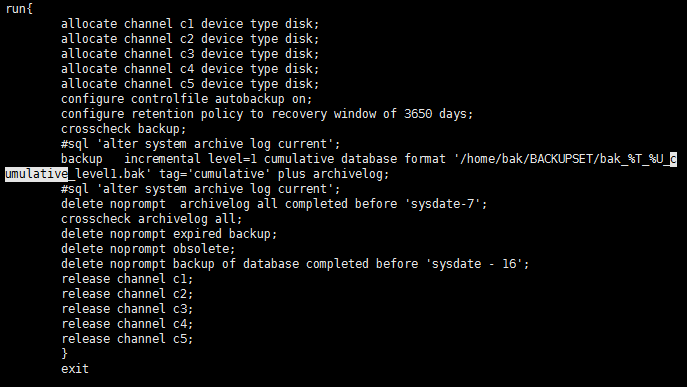 run{
allocate channel c1 device type disk;
allocate channel c2 device type disk;
allocate channel c3 device type disk;
allocate channel c4 device type disk;
allocate channel c5 device type disk;
configure controlfile autobackup on;
configure retention policy to recovery window of 3650 days;
crosscheck backup;
#sql 'alter system archive log current';
backup   incremental level=1 cumulative database format '/home/bak/BACKUPSET/bak_%T_%U_c
umulative_level1.bak' tag='cumulative' plus archivelog;
#sql 'alter system archive log current';
delete noprompt  archivelog all completed before 'sysdate-7';
crosscheck archivelog all;
delete noprompt expired backup;
delete noprompt obsolete;
delete noprompt backup of database completed before 'sysdate - 16';
release channel c1;
release channel c2;
release channel c3;
release channel c4;
release channel c5;
}
exit